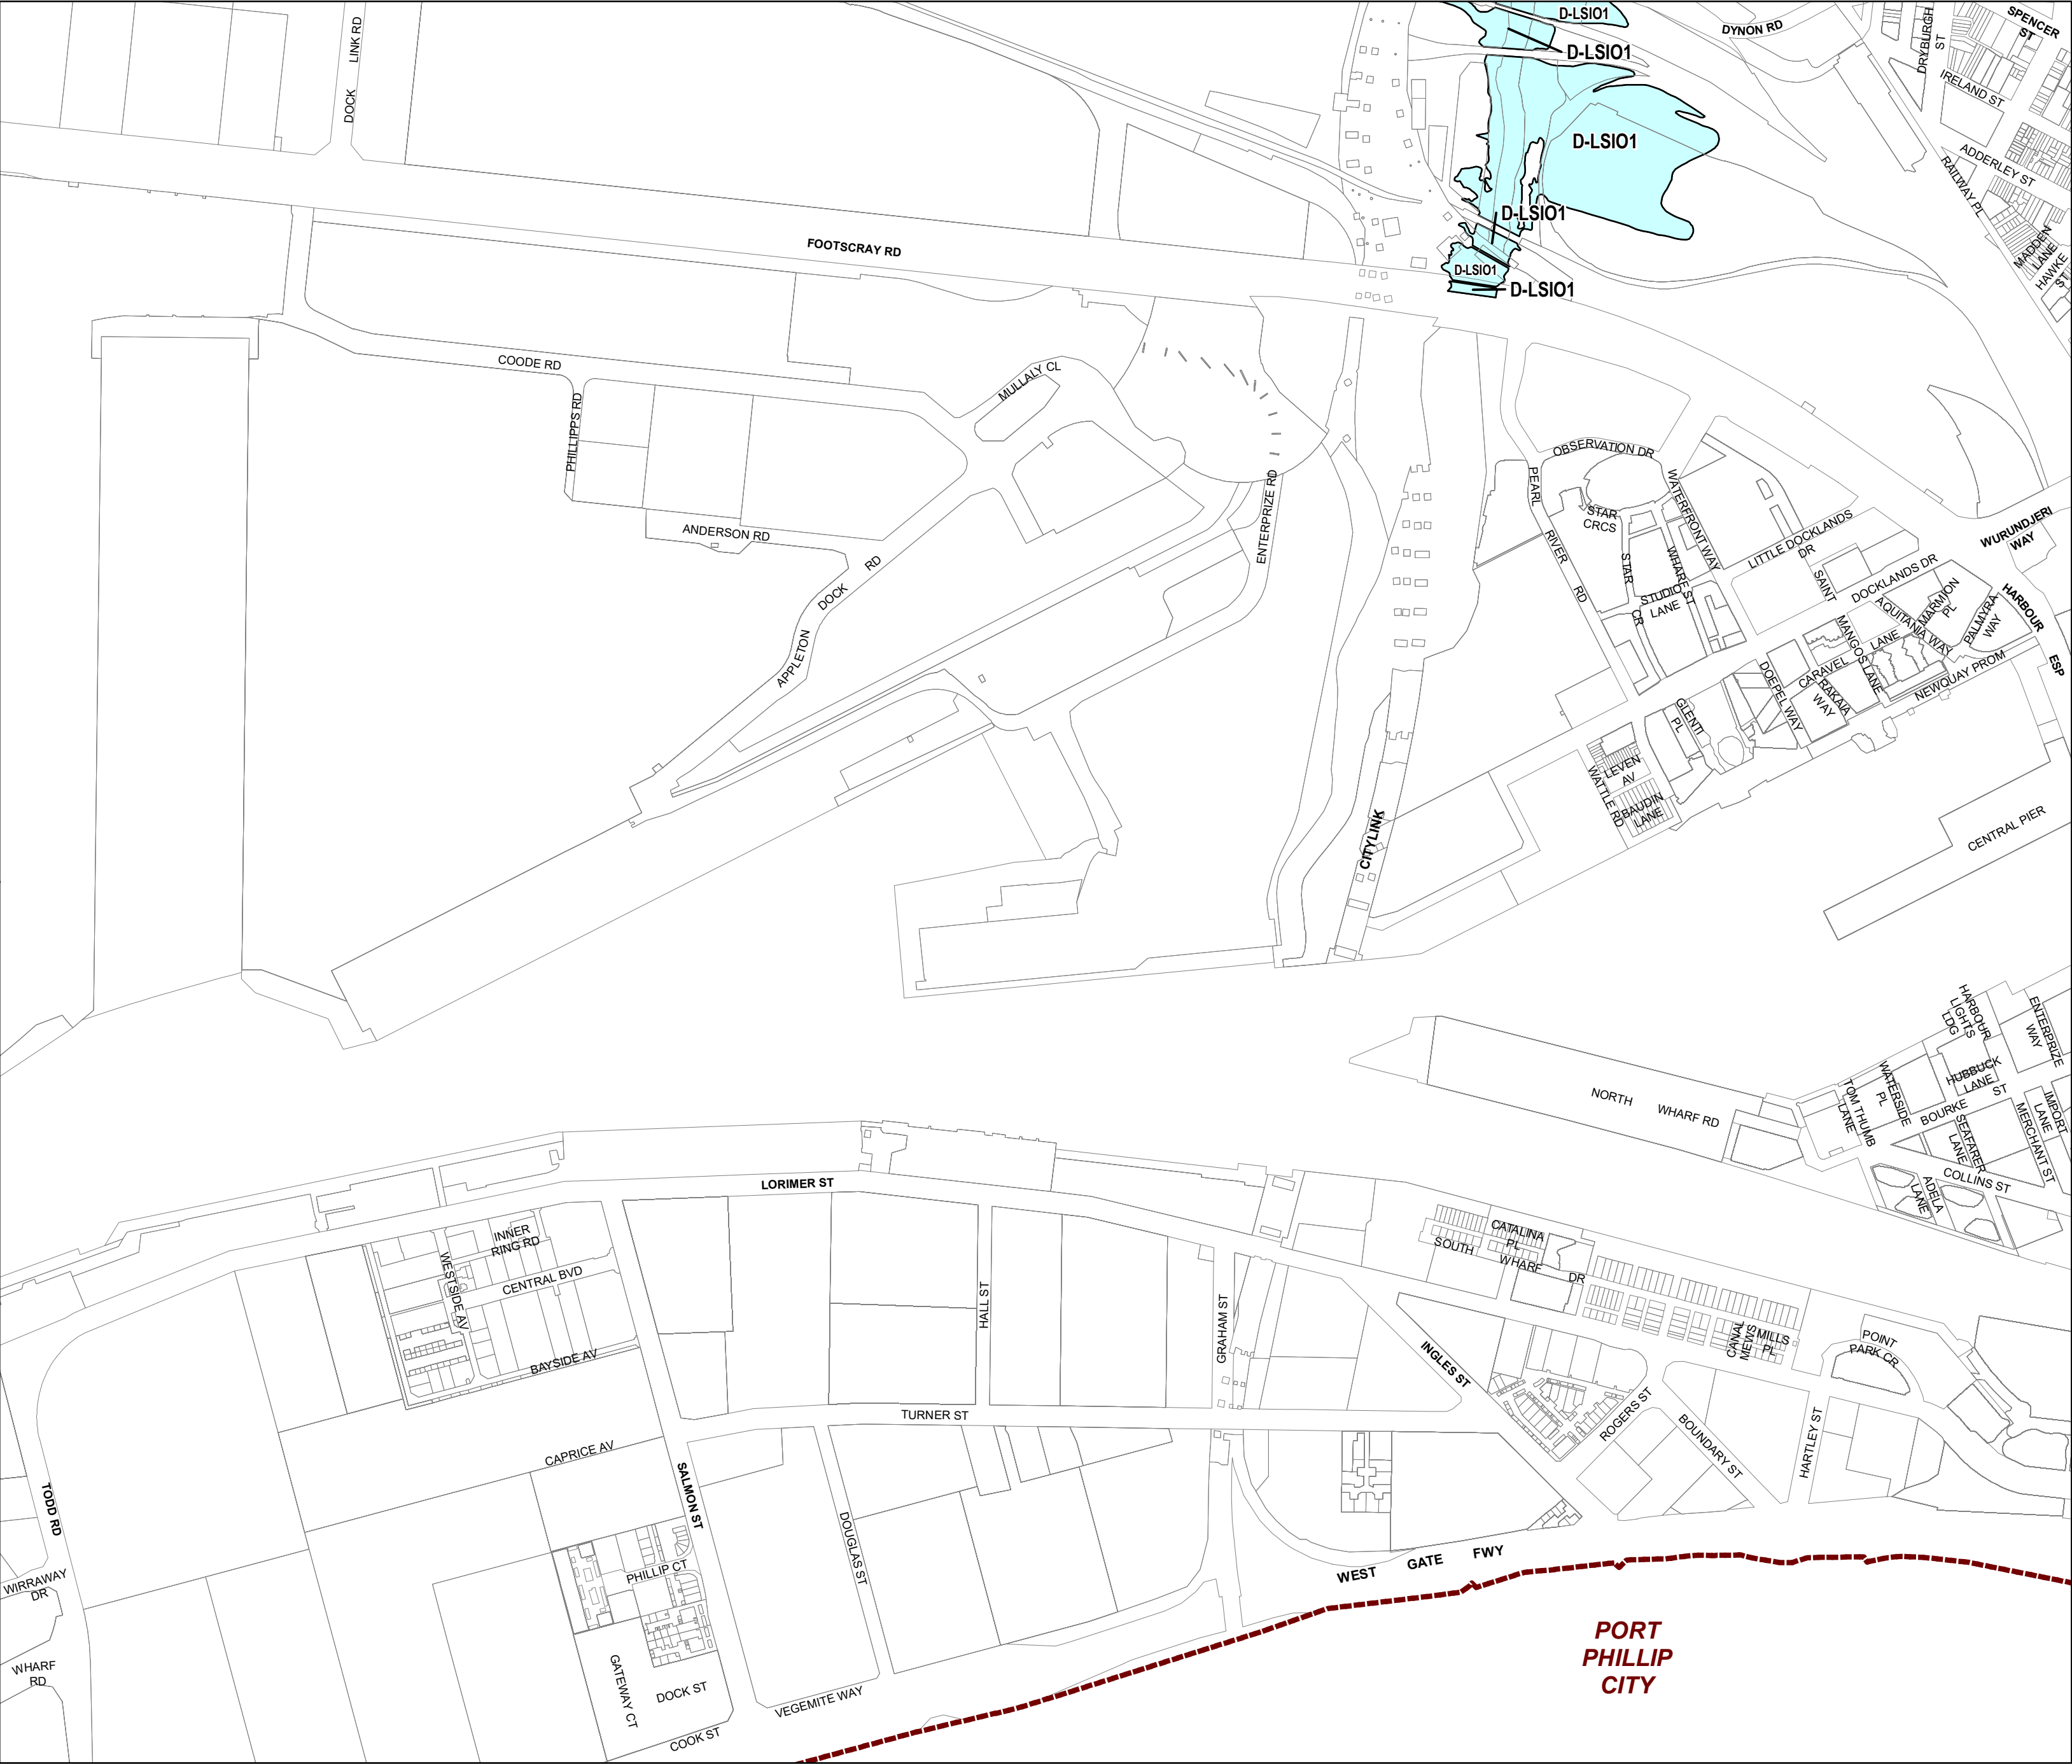 D-LSIO1
SPENCER
ST
DYNON RD
DOCK LINK RD
DRYBURGH
ST
D-LSIO1
IRELAND ST
D-LSIO1
ADDERLEY ST
RAILWAY PL
D-LSIO1
MADDEN
LANE
HAWKE
ST
FOOTSCRAY RD
D-LSIO1
D-LSIO1
COODE RD
MULLALY CL
PHILLIPPS RD
OBSERVATION DR
PEARL RIVER RD
WATERFRONT WAY
ENTERPRIZE RD
STAR
CRCS
ANDERSON RD
LITTLE DOCKLANDS
DR
WURUNDJERI
WAY
STAR CR
WHARF ST
STUDIO
LANE
SAINT MANGOS LANE
DOCKLANDS DR
APPLETON DOCK RD
AQUITANIA WAY
MARMION
PL
PALMYRA
WAY
HARBOUR ESP
CARAVEL LANE
DOEPEL WAY
RAKAIA
WAY
NEWQUAY PROM
GLENTI
PL
LEVEN
AV
WATTLE RD
BAUDIN
LANE
CITYLINK
CENTRAL PIER
HARBOUR
LIGHTS
LDG
ENTERPRIZE
WAY
NORTH WHARF RD
HUBBUCK
LANE
WATERSIDE
PL
TOM THUMB
LANE
BOURKE ST
IMPORT
LANE
MERCHANT ST
SEAFARER
LANE
COLLINS ST
ADELA
LANE
LORIMER ST
INNER
RING RD
WESTSIDE AV
CENTRAL BVD
CATALINA
PL
SOUTH WHARF DR
HALL ST
GRAHAM ST
INGLES ST
CANAL
MEWS
MILLS
PL
POINT
PARK CR
BAYSIDE AV
TURNER ST
ROGERS ST
BOUNDARY ST
HARTLEY ST
CAPRICE AV
SALMON ST
TODD RD
DOUGLAS ST
WEST GATE FWY
PHILLIP CT
WIRRAWAY
DR
PORT
PHILLIP
CITY
WHARF
RD
GATEWAY CT
DOCK ST
VEGEMITE WAY
COOK ST